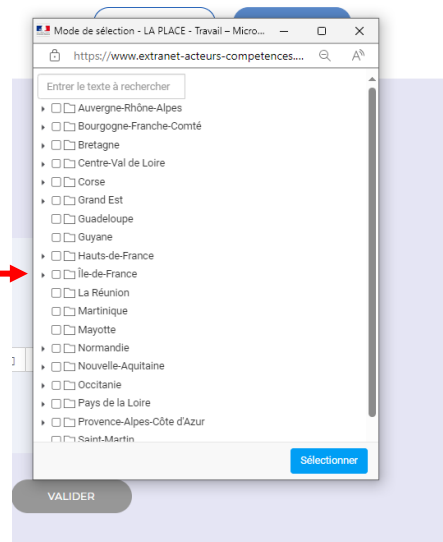 Mode de sélection - LA PLACE - Travail – Micro...
https://www.extranet-acteurs-competences....
Entrer le texte à rechercher
Auvergne-Rhône-Alpes
Bourgogne-Franche-Comté
Bretagne
Centre-Val de Loire
Corse
Grand Est
Guadeloupe
Guyane
Hauts-de-France
Île-de-France
La Réunion
Martinique
Mayotte
Normandie
Nouvelle-Aquitaine
Occitanie
Pays de la Loire
Provence-Alpes-Côte d'Azur
Saint-Martin
Sélectionner
VALIDER